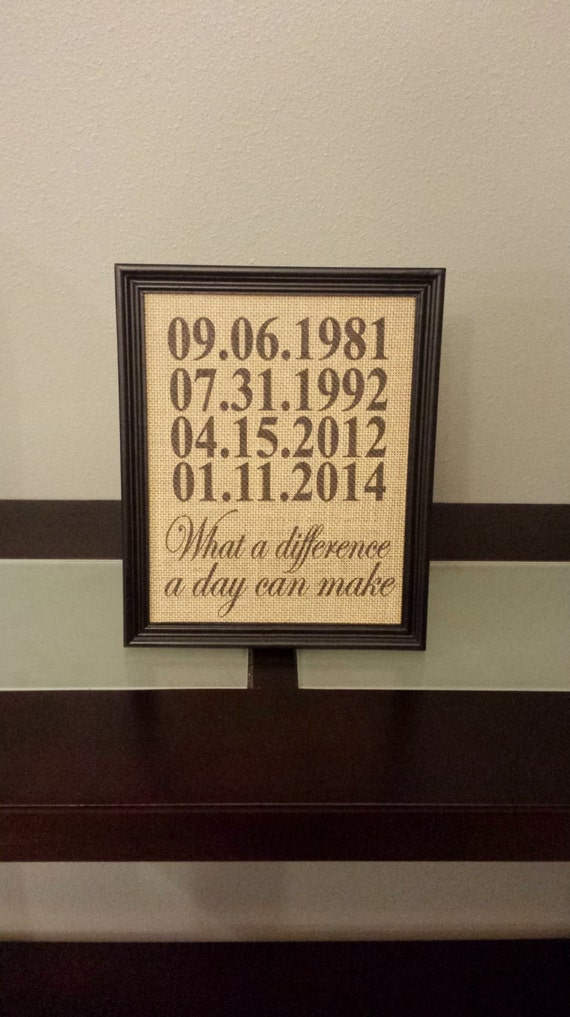 09.06.1981
07.31.1992
04.15.2012
01.11.2014
What a difference
a day can make